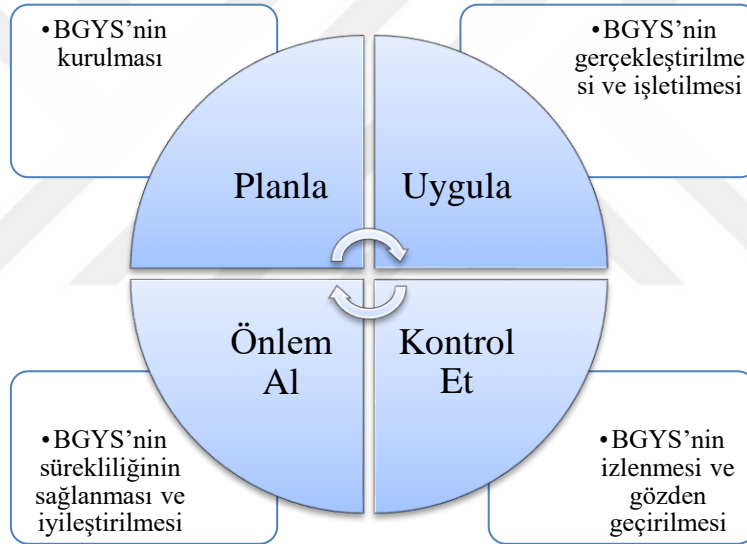 •BGYS’nin
kurulması
•BGYS’nin
gerçekleştirilme
si ve işletilmesi
Planla
Uygula
Önlem
Al
Kontrol
Et
•BGYS’nin
sürekliliğinin
sağlanması ve
iyileştirilmesi
•BGYS’nin
izlenmesi ve
gözden
geçirilmesi